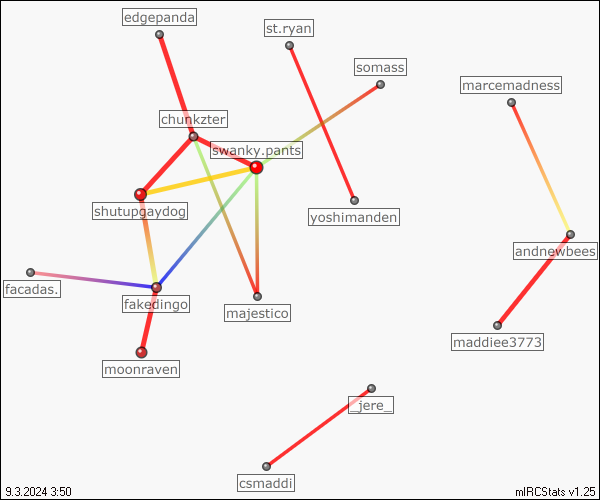 edgepanda
st.ryan
somass
marcemadness
chunkzter
swanky.pants
shutupgaydog
yoshimanden
andnewbees
facadas.
fakedingo
majestico
maddiee3773
moonraven
_jere_
csmaddi
9.3.2024 3:50
mIRCStats v1.25